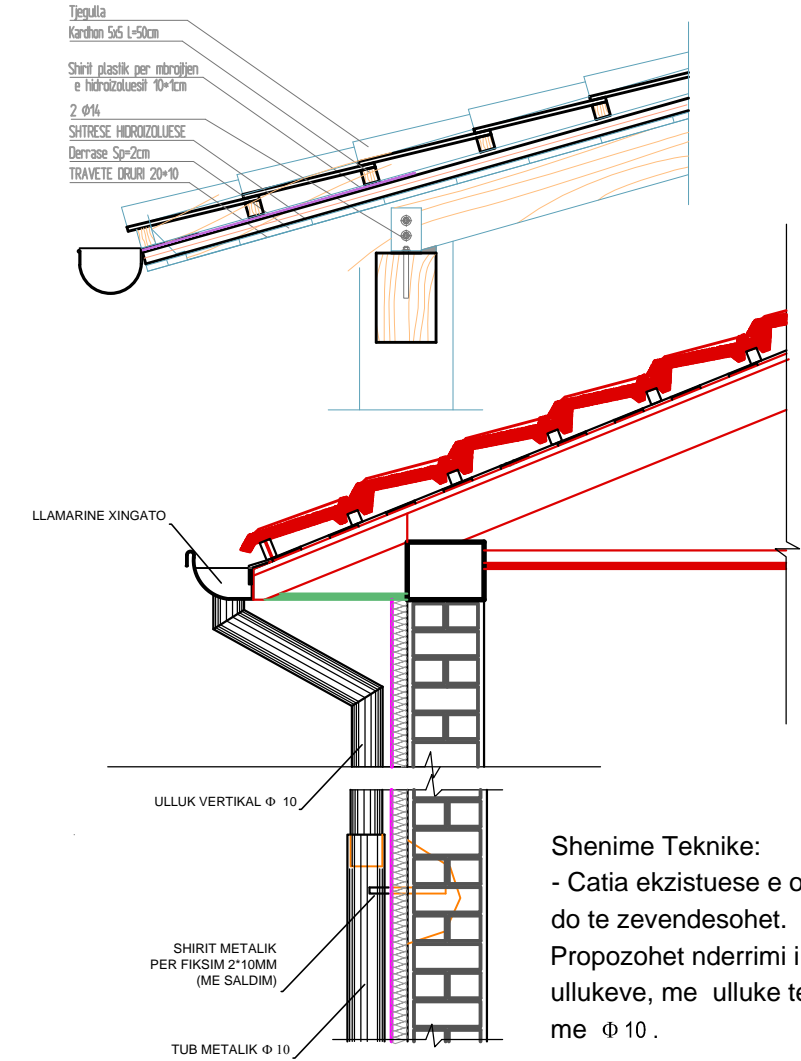 Tjegulla
Kardhon 5x5 L=50cm
Shirit plastik per mbrojtjen
e hidroizoluesit 10*1cm
2 Ø14
SHTRESE HIDROIZOLUESE
Derrase Sp=2cm
TRAVETE DRURI 20*10
LLAMARINE XINGATO
ULLUK VERTIKAL Φ 10
SHIRIT METALIK
PER FIKSIM 2*10MM
(ME SALDIM)
TUB METALIK Φ 10
Shenime Teknike:
- Catia ekzistuese e o
do te zevendesohet.
Propozohet nderrimi i
ullukeve, me ulluke te
me Φ 10 .